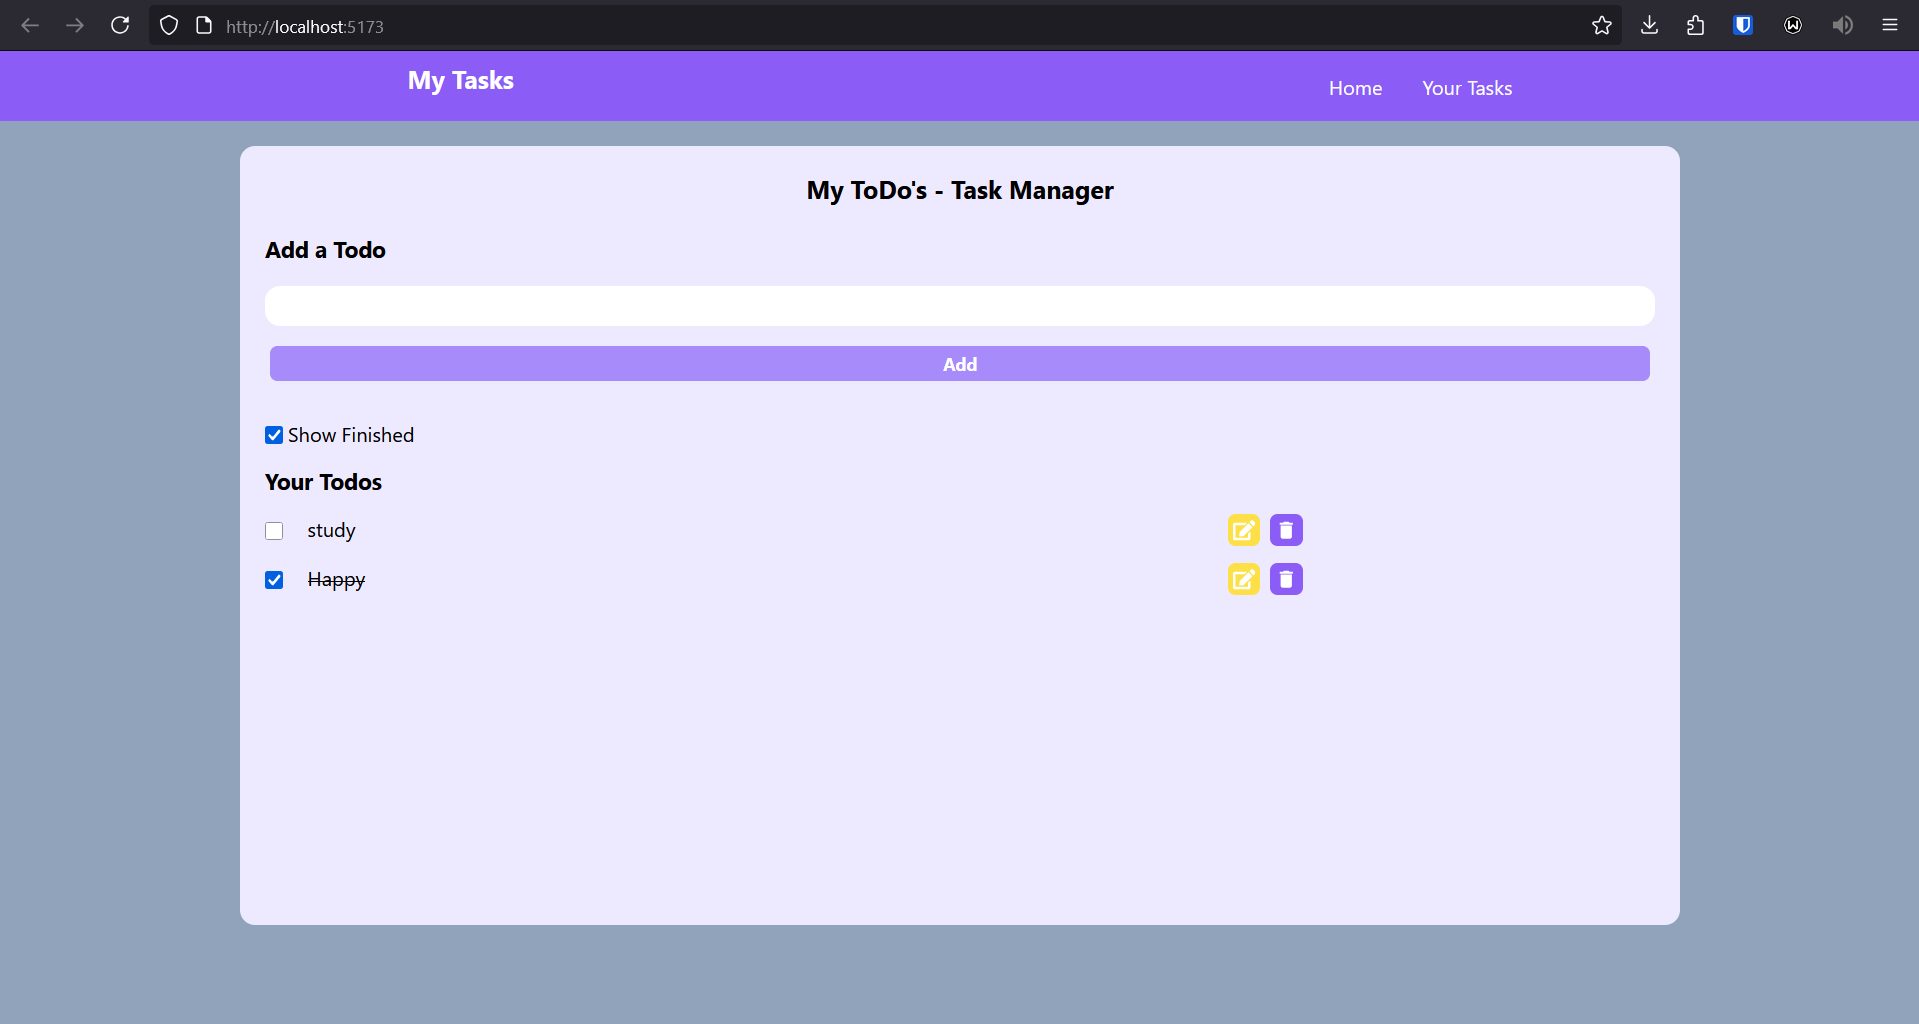 http://localhost:5173
My Tasks
Home Your Tasks
My ToDo's - Task Manager
Add a Todo
Add
Show Finished
Your Todos
study
Happy